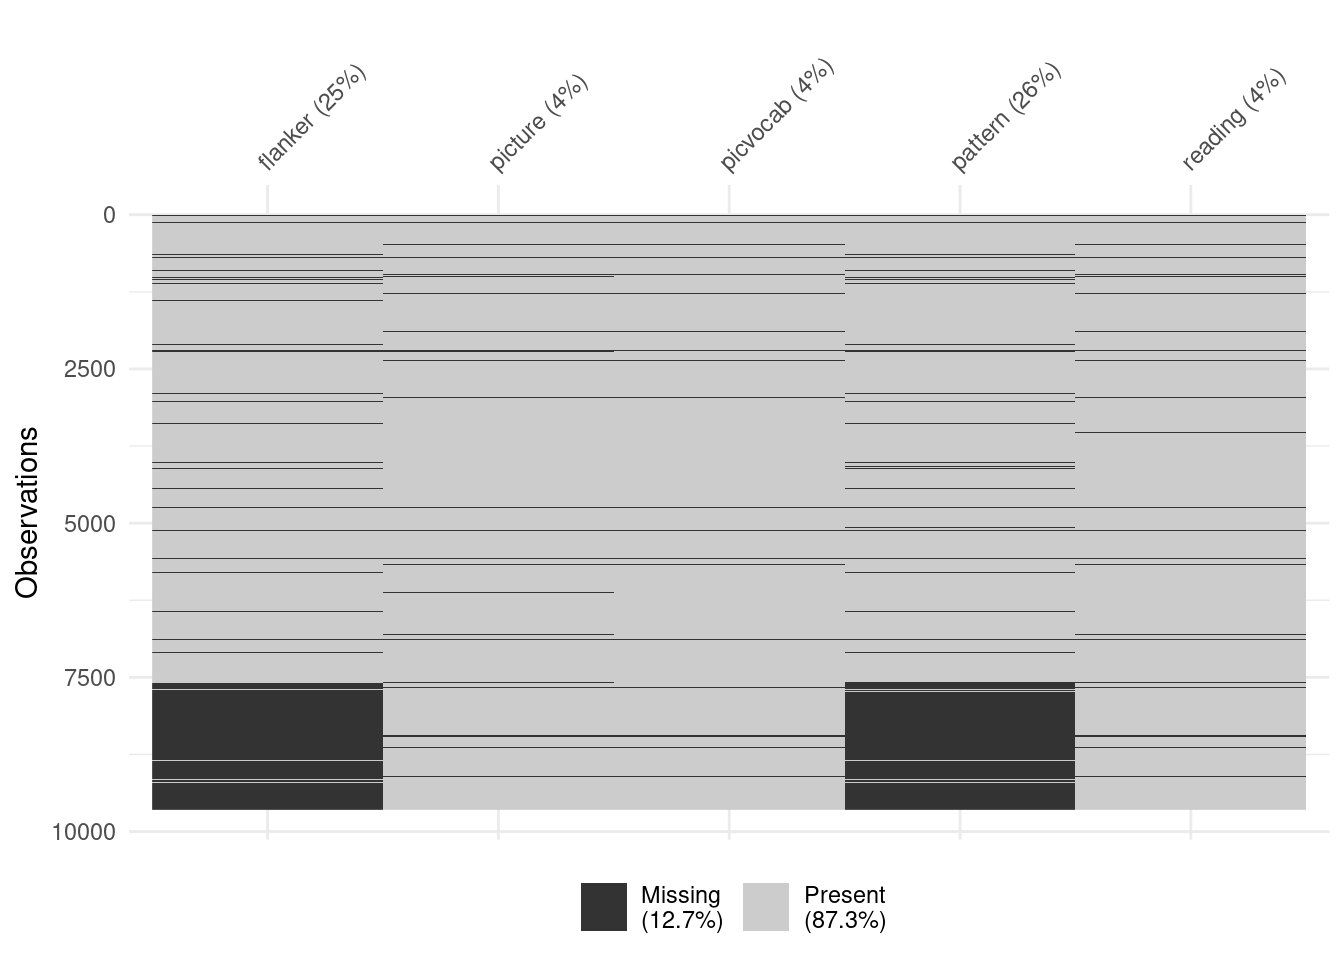 flanker (25%)
picture (4%)
picvocab (4%)
pattern (26%)
reading (4%)
0
2500
5000
7500
10000
Observations
Missing
(12.7%)
Present
(87.3%)